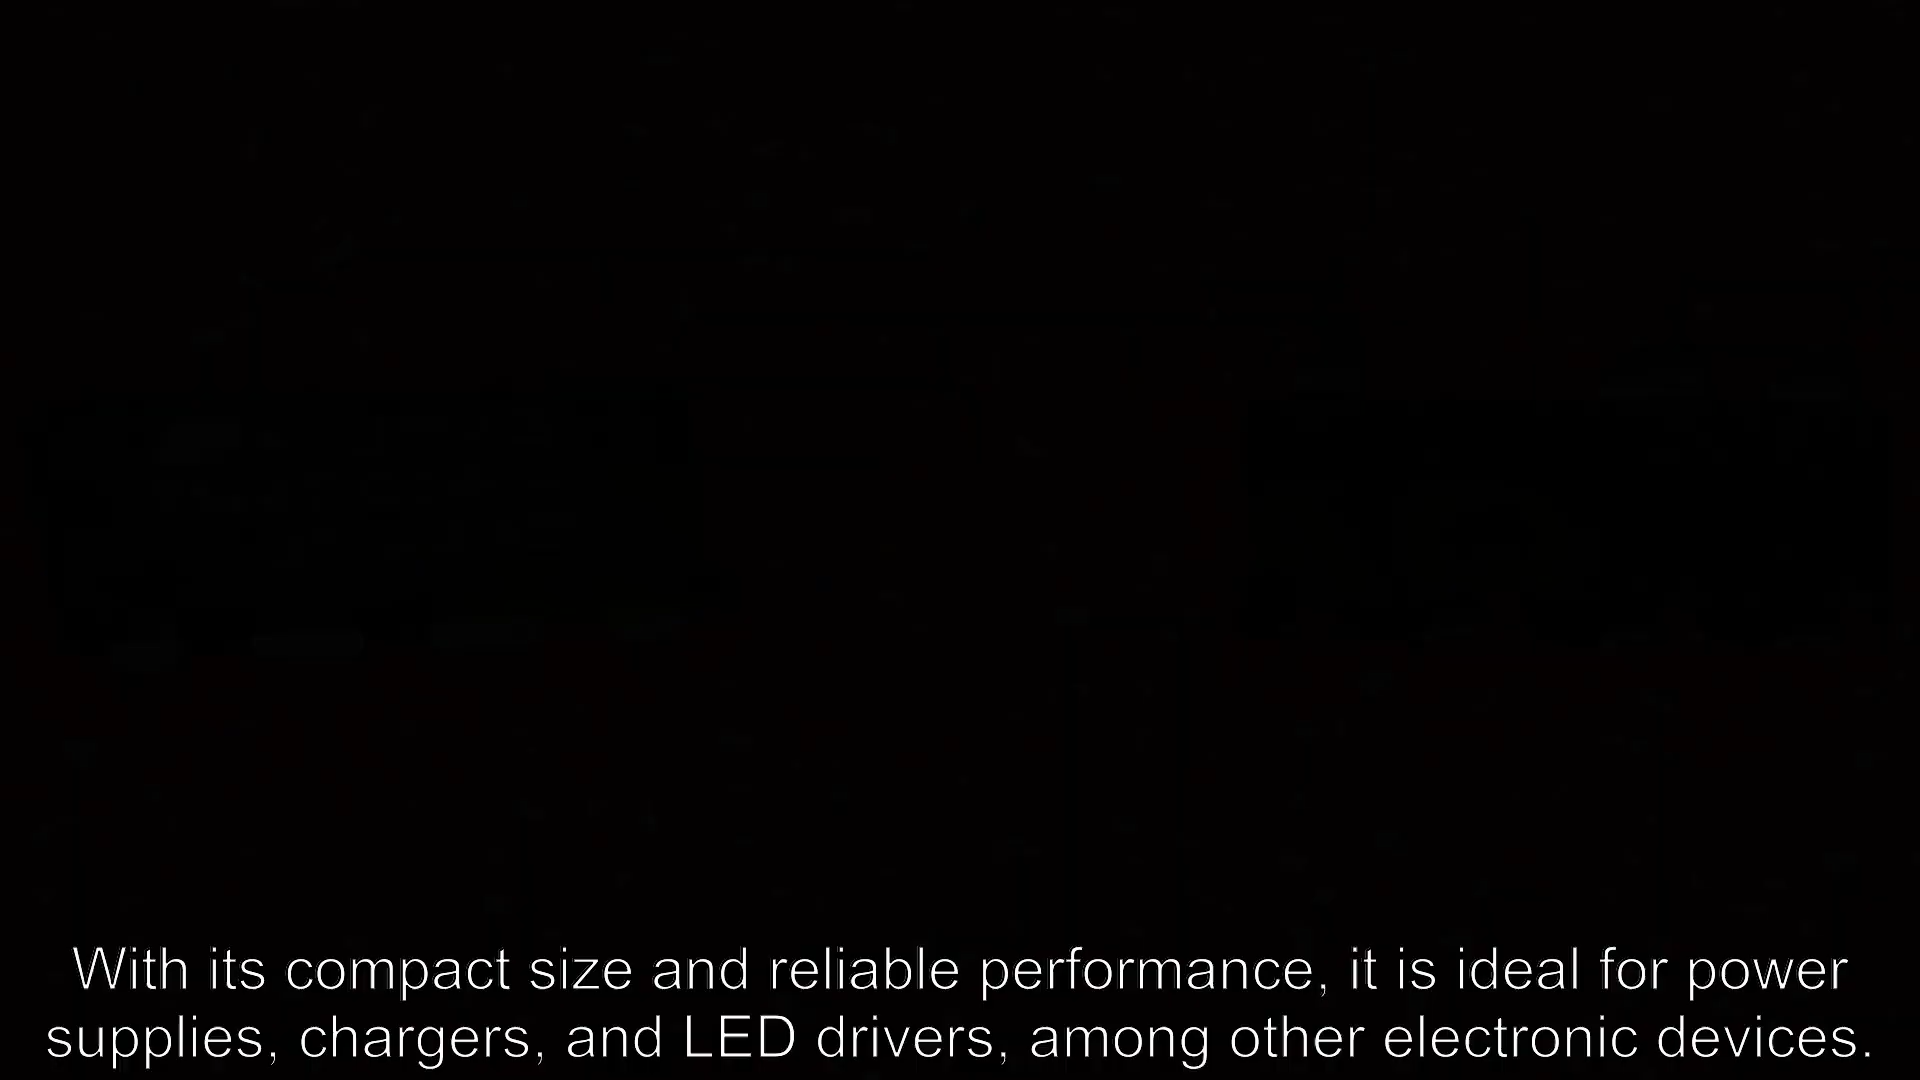 With its compact size and reliable performance, it is ideal for power
supplies, chargers, and LED drivers, among other electronic devices.